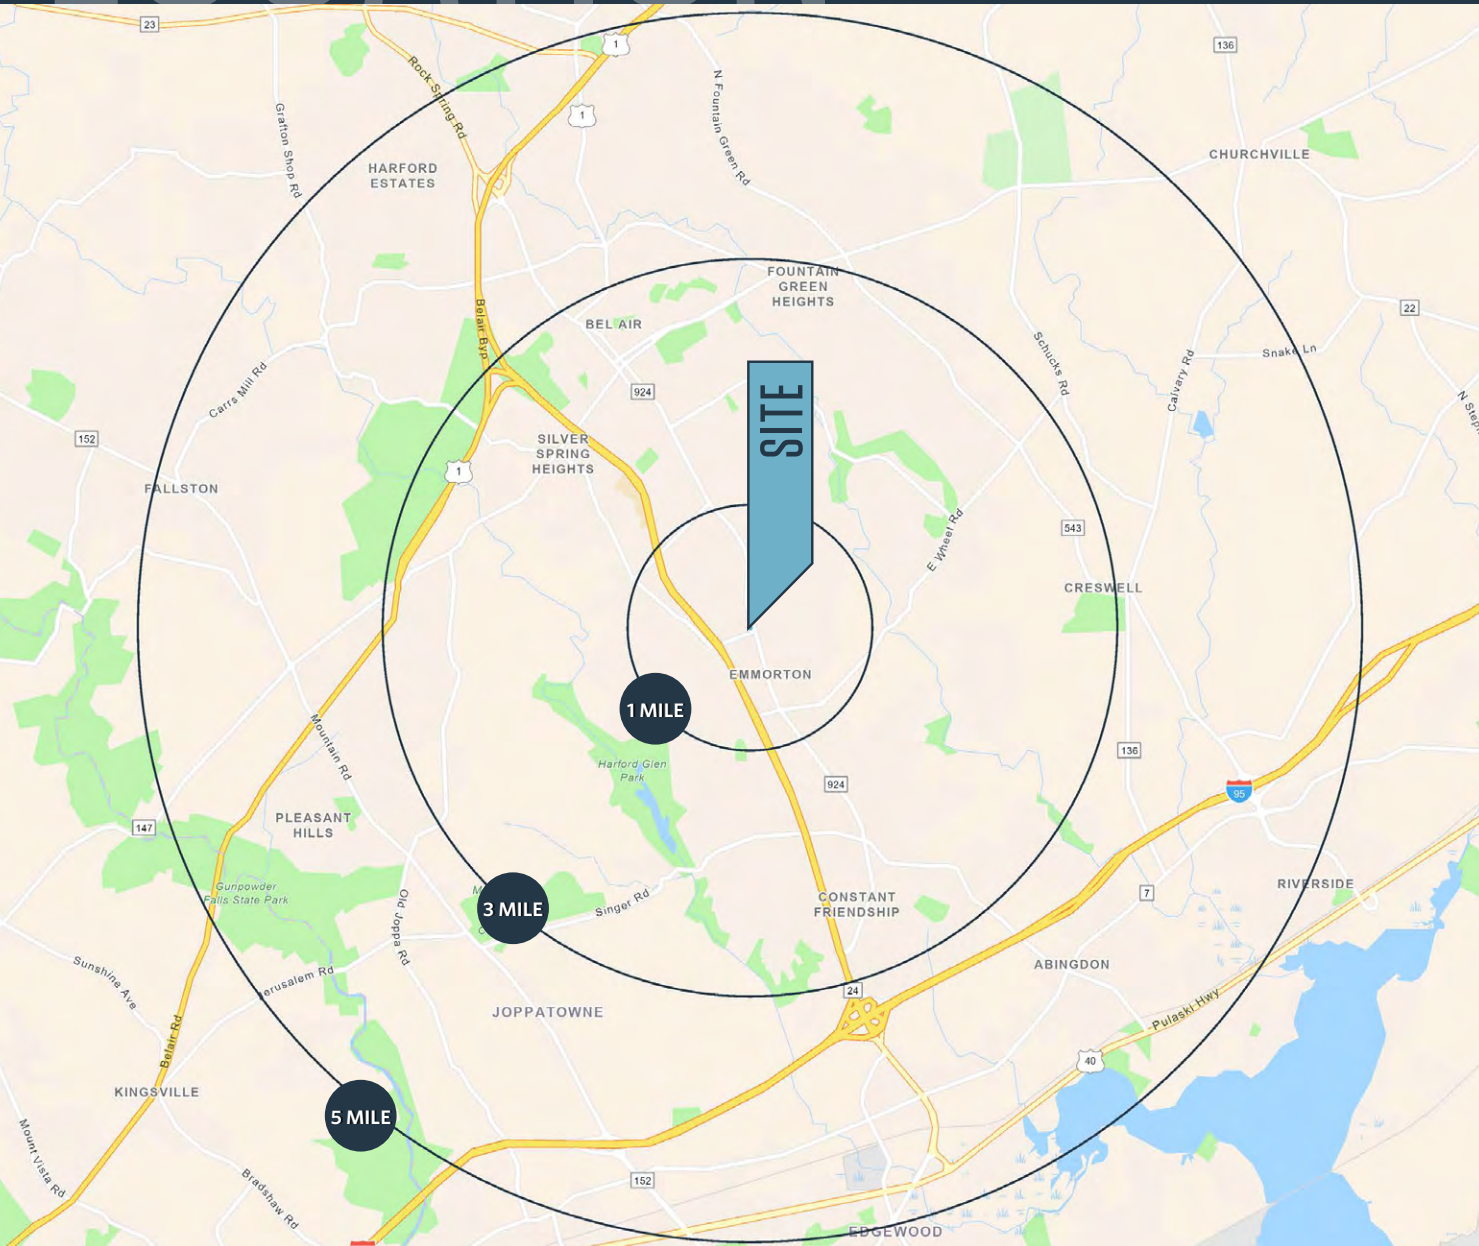 23
1
136
Rock Spring Rd
N Fountain Green Rd
1
Grafton Shop Rd
CHURCHVILLE
HARFORD
ESTATES
FOUNTAIN
GREEN
HEIGHTS
Belair Byp
BEL AIR
22
Schucks Rd
Snake Ln
Calvary Rd
Carrs Mill Rd
924
SITE
152
SILVER
SPRING
HEIGHTS
1
FALLSTON
E Wheel Rd
543
CRESWELL
EMMORTON
1 MILE
Mountain Rd
136
Harford Glen
Park
924
95
PLEASANT
HILLS
147
Gunpowder
Falls State Park
Old Joppa Rd
3 MILE
Singer Rd
CONSTANT
FRIENDSHIP
7
RIVERSIDE
Sunshine Ave
Jerusalem Rd
ABINGDON
24
JOPPATOWNE
Pulaski Hwy
Belair Rd
40
KINGSVILLE
5 MILE
Mount Vista Rd
Bradshaw Rd
152
EDGEWOOD